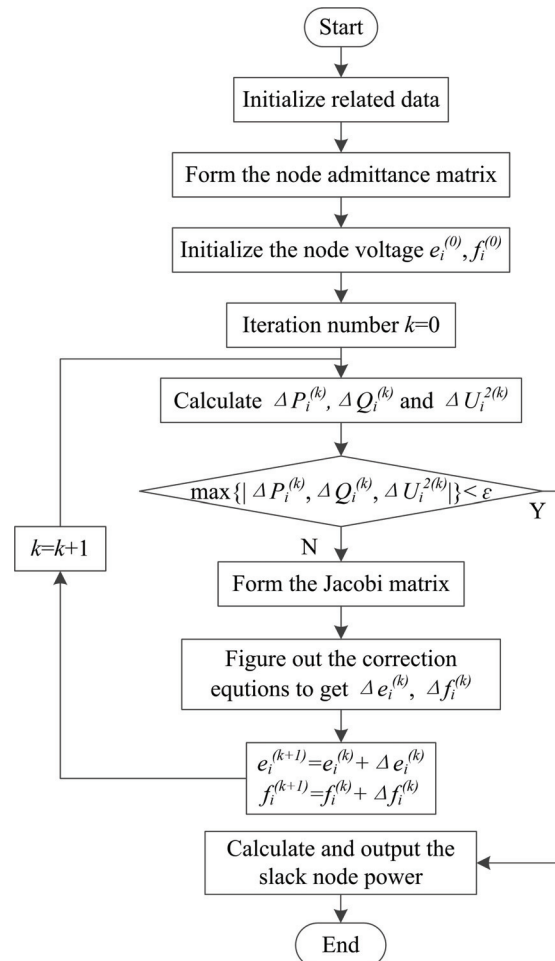 Start
Initialize related data
Form the node admittance matrix
Initialize the node voltage e_i^(0), f_i^(0)
Iteration number k=0
Calculate ΔP_i^(k), ΔQ_i^(k) and ΔU_i^2(k)
max{|ΔP_i^(k), ΔQ_i^(k), ΔU_i^2(k)|}<ε
Y
N
k=k+1
Form the Jacobi matrix
Figure out the correction
equtions to get Δe_i^(k), Δf_i^(k)
e_i^(k+1)=e_i^(k)+Δe_i^(k)
f_i^(k+1)=f_i^(k)+Δf_i^(k)
Calculate and output the
slack node power
End